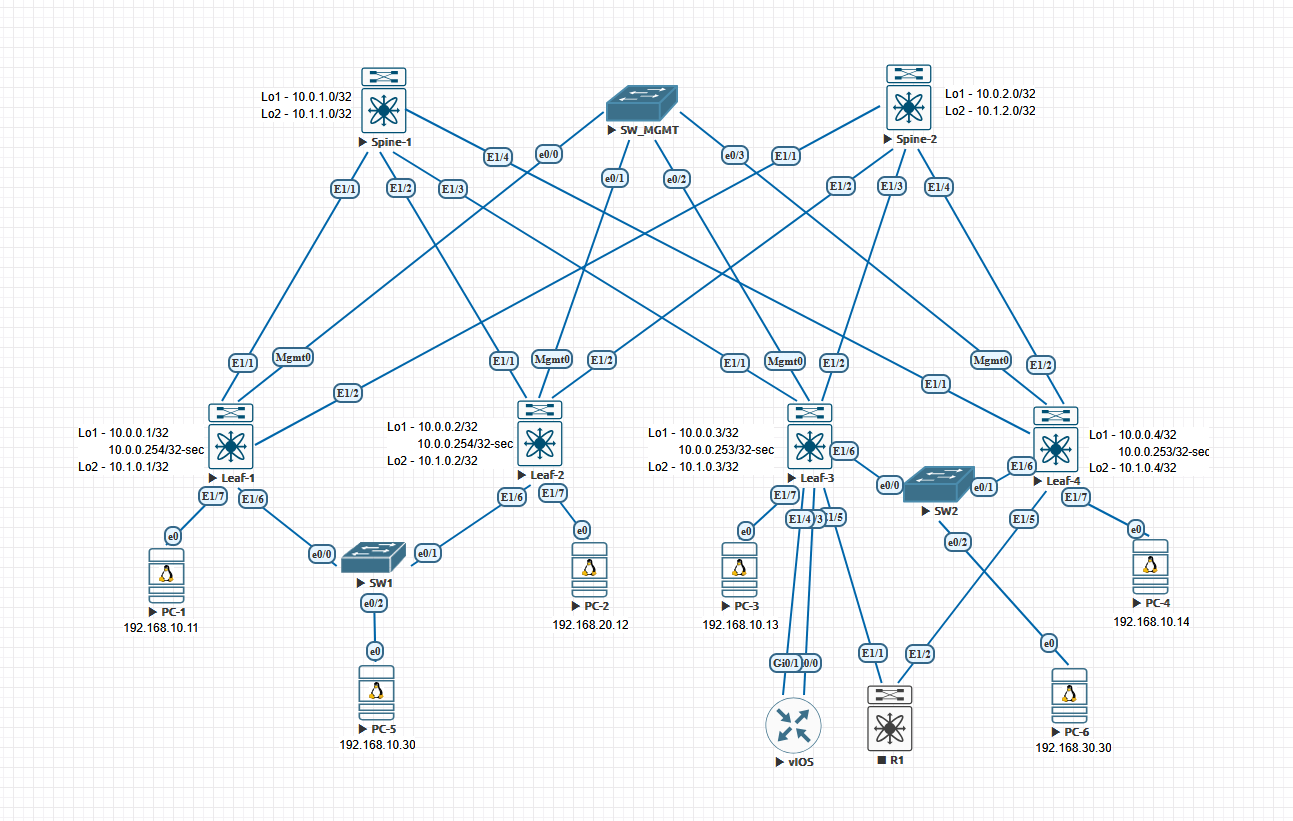 Lo1 - 10.0.1.0/32
Lo2 - 10.1.1.0/32
Spine-1
SW_MGMT
Lo1 - 10.0.2.0/32
Lo2 - 10.1.2.0/32
Spine-2
E1/4
e0/0
e0/3
E1/1
E1/1
E1/2
E1/3
e0/1
e0/2
E1/2
E1/3
E1/4
E1/1
Mgmt0
E1/1
Mgmt0
E1/2
E1/1
Mgmt0
E1/2
Mgmt0
E1/2
E1/2
E1/1
Lo1 - 10.0.0.1/32
10.0.0.254/32-sec
Lo2 - 10.1.0.1/32
Leaf-1
Lo1 - 10.0.0.2/32
10.0.0.254/32-sec
Lo2 - 10.1.0.2/32
Leaf-2
Lo1 - 10.0.0.3/32
10.0.0.253/32-sec
Lo2 - 10.1.0.3/32
Leaf-3
Lo1 - 10.0.0.4/32
10.0.0.253/32-sec
Lo2 - 10.1.0.4/32
Leaf-4
E1/6
e0/0
e0/1
E1/6
SW2
E1/7
E1/6
E1/6
E1/7
E1/7
E1/4
/3
1/5
E1/5
E1/7
e0
e0/0
e0/1
e0
e0
e0/2
e0
SW1
PC-1
192.168.10.11
e0/2
PC-2
192.168.20.12
PC-3
192.168.10.13
PC-4
192.168.10.14
e0
e0
Gi0/1
0/0
E1/1
E1/2
PC-5
192.168.10.30
PC-6
192.168.30.30
vIOS
R1